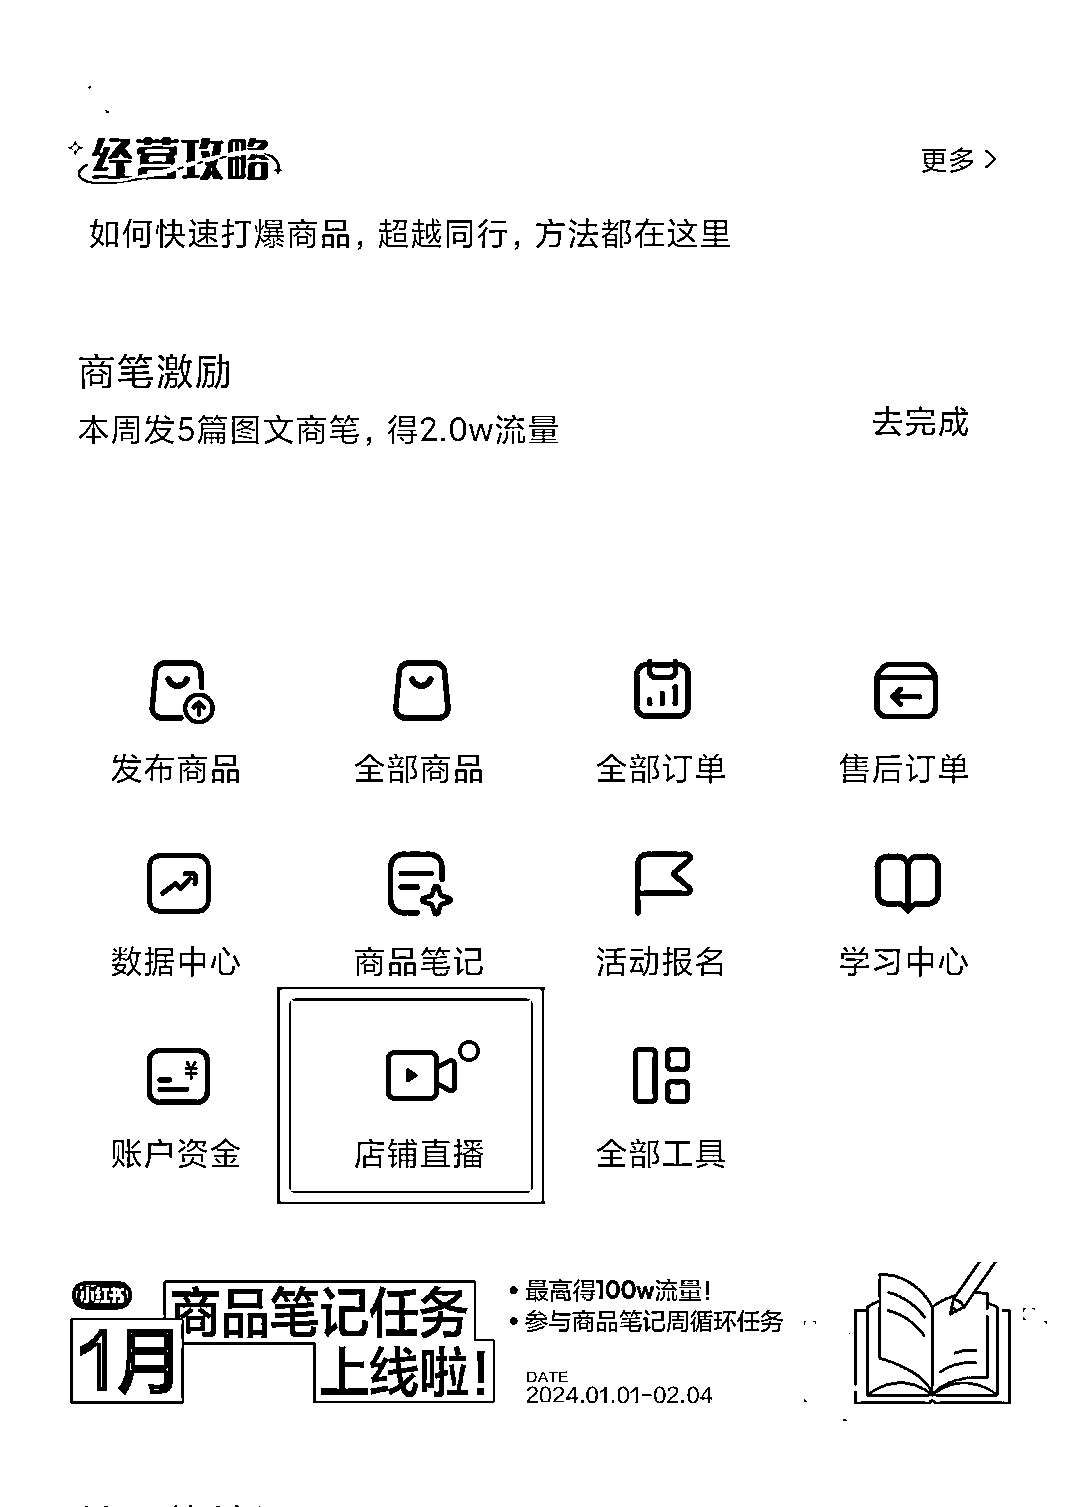 经营攻略
更多 >
如何快速打爆商品，超越同行，方法都在这里
商笔激励
本周发5篇图文商笔，得2.0w流量
去完成
发布商品 全部商品 全部订单 售后订单
数据中心 商品笔记 活动报名 学习中心
¥
账户资金 店铺直播 全部工具
小红书
1月
商品笔记任务
上线啦!
• 最高得100w流量!
• 参与商品笔记周循环任务
DATE
2024.01.01-02.04